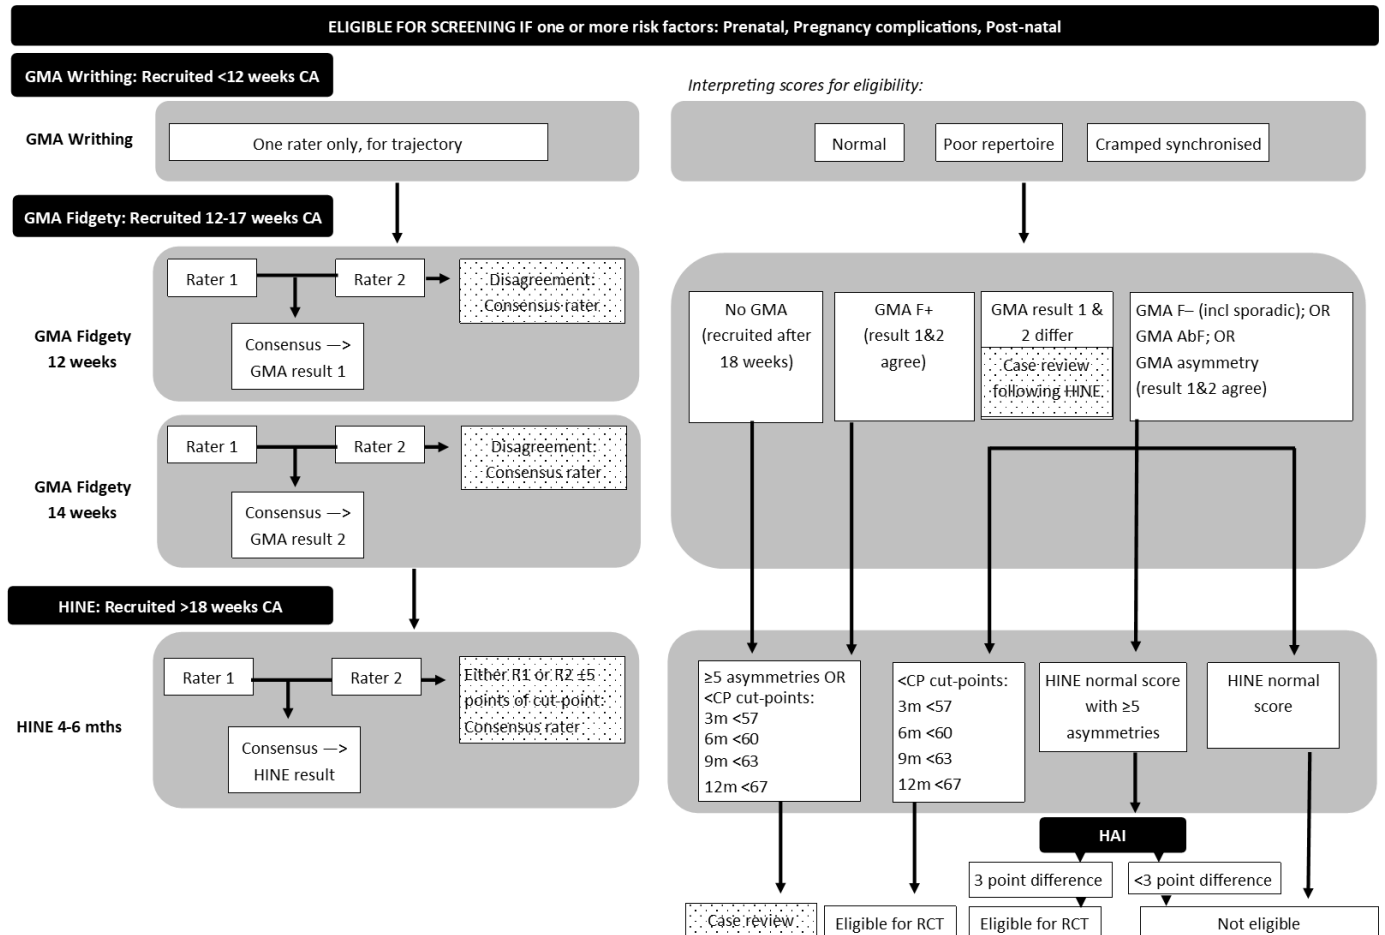 ELIGIBLE FOR SCREENING IF one or more risk factors: Prenatal, Pregnancy complications, Post-natal
GMA Writhing: Recruited <12 weeks CA
GMA Writhing
One rater only, for trajectory
GMA Fidgety: Recruited 12-17 weeks CA
GMA Fidgety
12 weeks
Rater 1
Rater 2
Disagreement:
Consensus rater
Consensus —>
GMA result 1
GMA Fidgety
14 weeks
Rater 1
Rater 2
Disagreement:
Consensus rater
Consensus —>
GMA result 2
HINE: Recruited >18 weeks CA
HINE 4-6 mths
Rater 1
Rater 2
Either R1 or R2 ±5
points of cut-point:
Consensus rater
Consensus —>
HINE result
Interpreting scores for eligibility:
Normal
Poor repertoire
Cramped synchronised
No GMA
(recruited after
18 weeks)
GMA F+
(result 1&2
agree)
GMA result 1 &
2 differ
Case review
following HINE
GMA F– (incl sporadic); OR
GMA AbF; OR
GMA asymmetry
(result 1&2 agree)
≥5 asymmetries OR
<CP cut-points:
3m <57
6m <60
9m <63
12m <67
<CP cut-points:
3m <57
6m <60
9m <63
12m <67
HINE normal score
with ≥5
asymmetries
HINE normal
score
HAI
3 point difference
<3 point difference
Case review
Eligible for RCT
Eligible for RCT
Not eligible